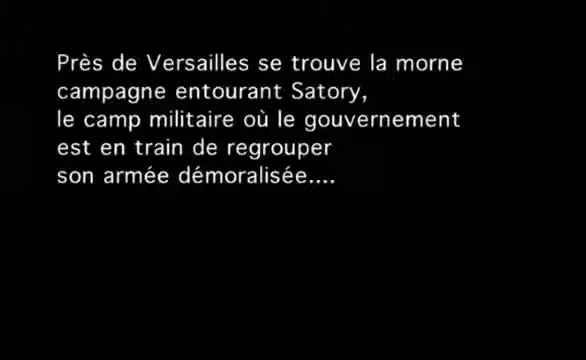 Près de Versailles se trouve la morne
campagne entourant Satory,
le camp militaire où le gouvernement
est en train de regrouper
son armée démoralisée....